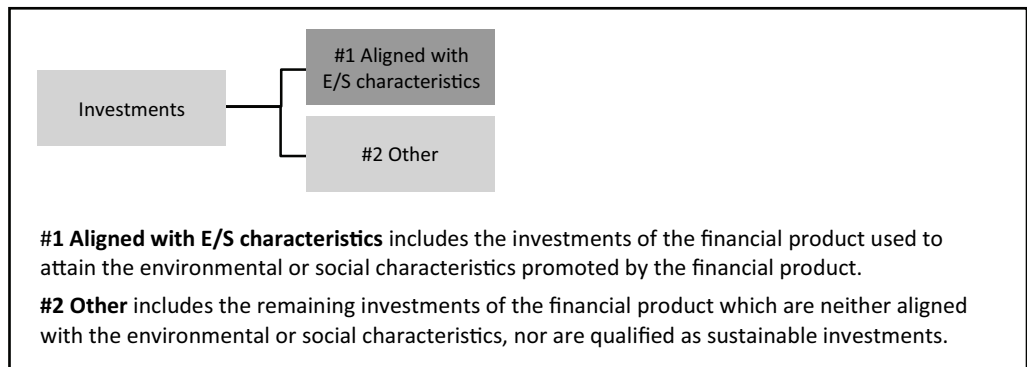 #1 Aligned with
E/S characteristics
Investments
#2 Other
#1 Aligned with E/S characteristics includes the investments of the financial product used to
attain the environmental or social characteristics promoted by the financial product.
#2 Other includes the remaining investments of the financial product which are neither aligned
with the environmental or social characteristics, nor are qualified as sustainable investments.